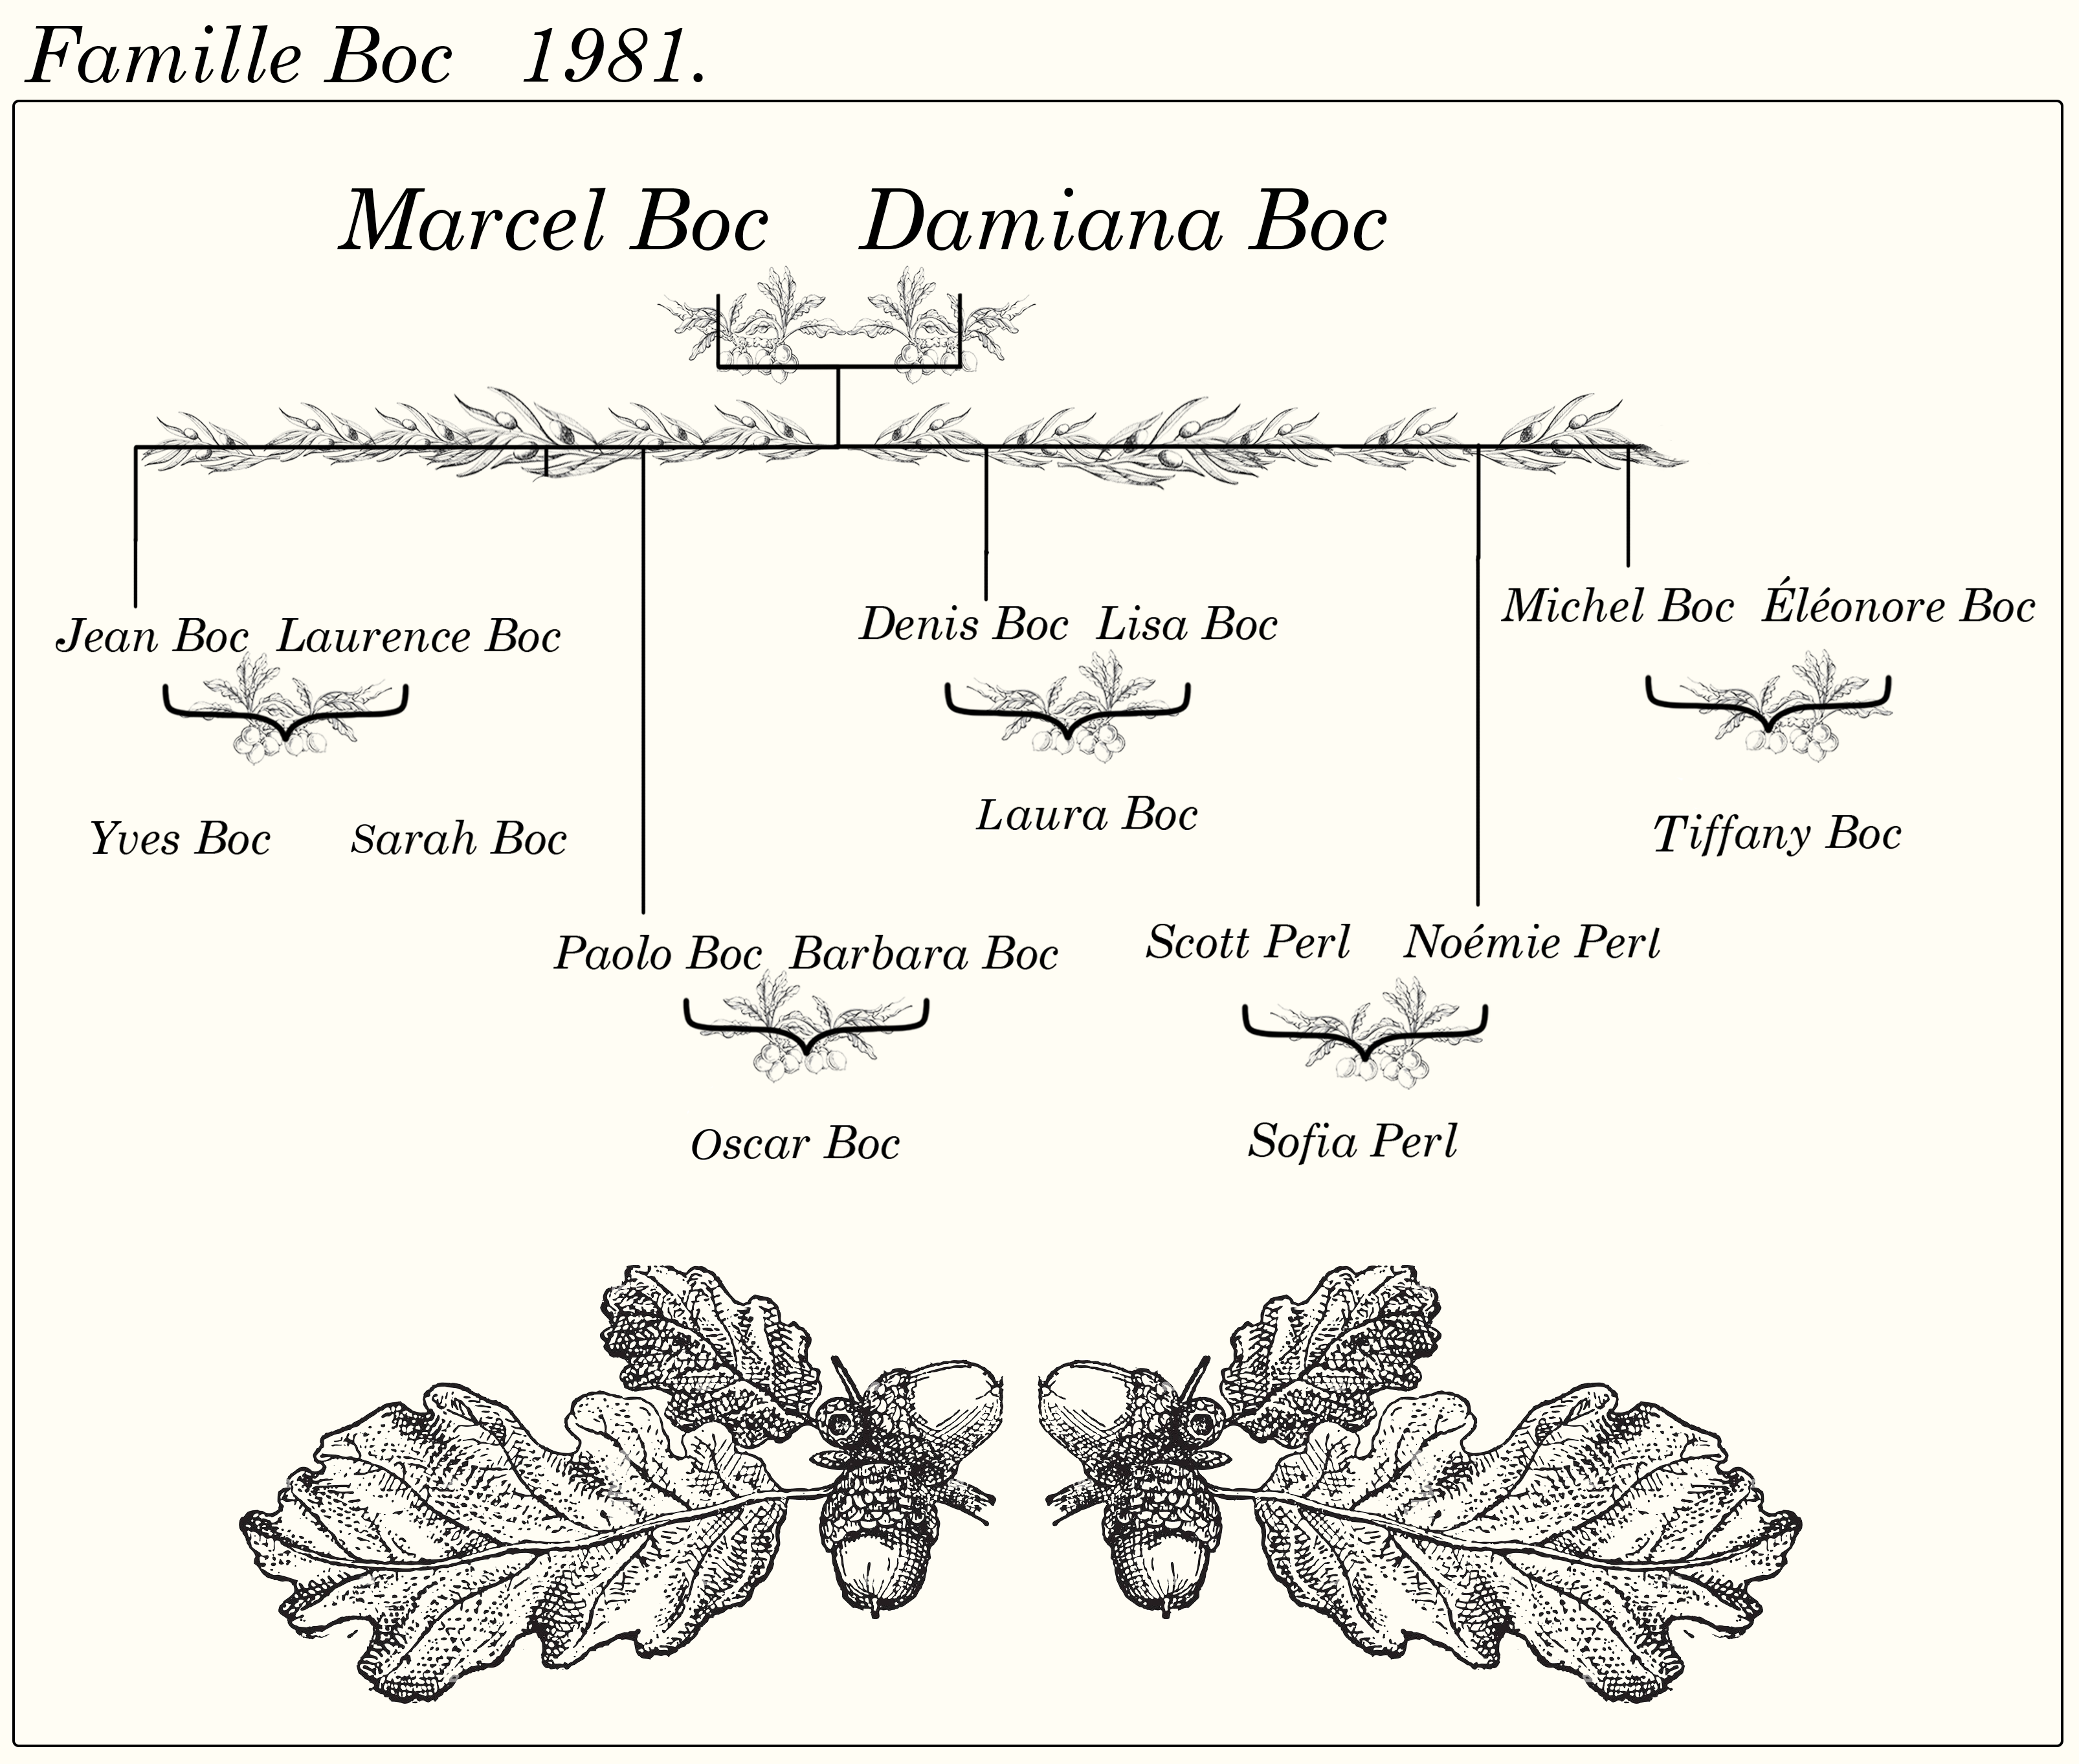 Famille Boc 1981.
Marcel Boc Damiana Boc
Jean Boc Laurence Boc
Denis Boc Lisa Boc
Michel Boc Éléonore Boc
Yves Boc Sarah Boc
Laura Boc
Tiffany Boc
Paolo Boc Barbara Boc
Scott Perl Noémie Perl
Oscar Boc
Sofia Perl